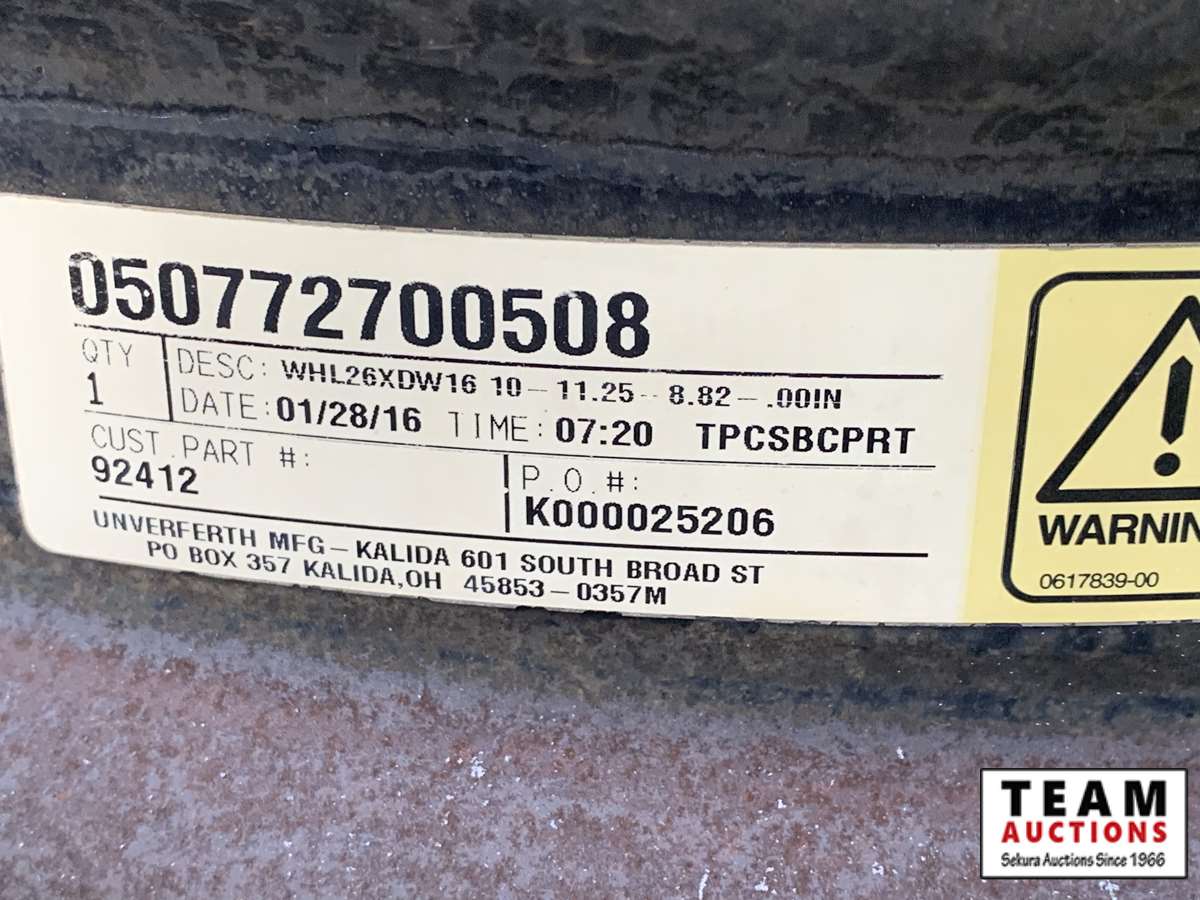 050772700508
QTY DESC: WHL26XDW16 10-11.25--8.82-.00IN
1 DATE: 01/28/16 TIME: 07:20 TPCSBCPRT
CUST.PART #: P.O.#:
92412 K000025206
UNVERFERTH MFG-KALIDA 601 SOUTH BROAD ST
PO BOX 357 KALIDA,OH 45853-0357M
WARNIN
0617839-00
TEAM
AUCTIONS
Sekura Auctions Since 1966